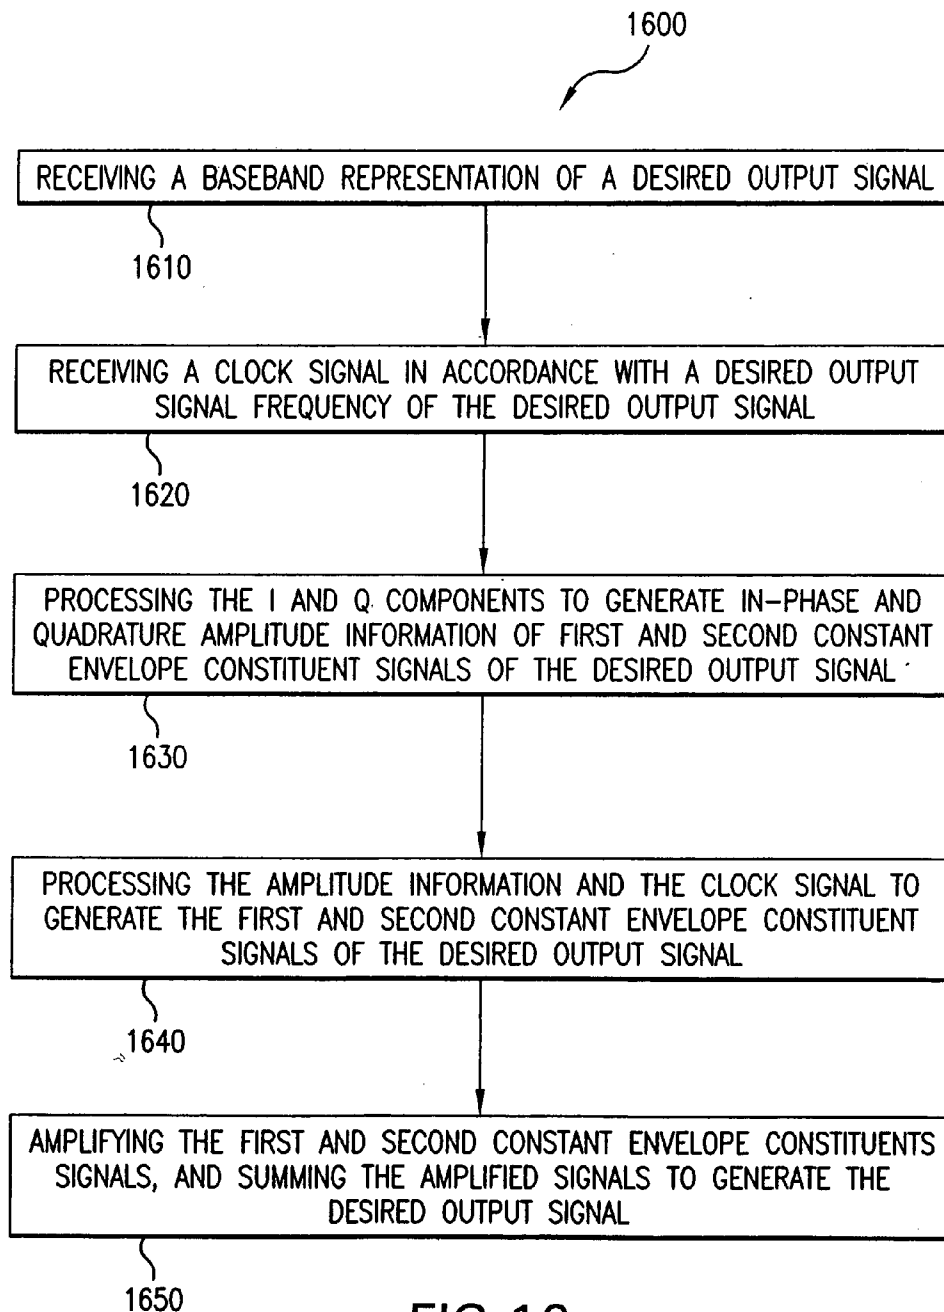 1600
RECEIVING A BASEBAND REPRESENTATION OF A DESIRED OUTPUT SIGNAL
1610
RECEIVING A CLOCK SIGNAL IN ACCORDANCE WITH A DESIRED OUTPUT
SIGNAL FREQUENCY OF THE DESIRED OUTPUT SIGNAL
1620
PROCESSING THE I AND Q COMPONENTS TO GENERATE IN-PHASE AND
QUADRATURE AMPLITUDE INFORMATION OF FIRST AND SECOND CONSTANT
ENVELOPE CONSTITUENT SIGNALS OF THE DESIRED OUTPUT SIGNAL
1630
PROCESSING THE AMPLITUDE INFORMATION AND THE CLOCK SIGNAL TO
GENERATE THE FIRST AND SECOND CONSTANT ENVELOPE CONSTITUENT
SIGNALS OF THE DESIRED OUTPUT SIGNAL
1640
AMPLIFYING THE FIRST AND SECOND CONSTANT ENVELOPE CONSTITUENTS
SIGNALS, AND SUMMING THE AMPLIFIED SIGNALS TO GENERATE THE
DESIRED OUTPUT SIGNAL
1650